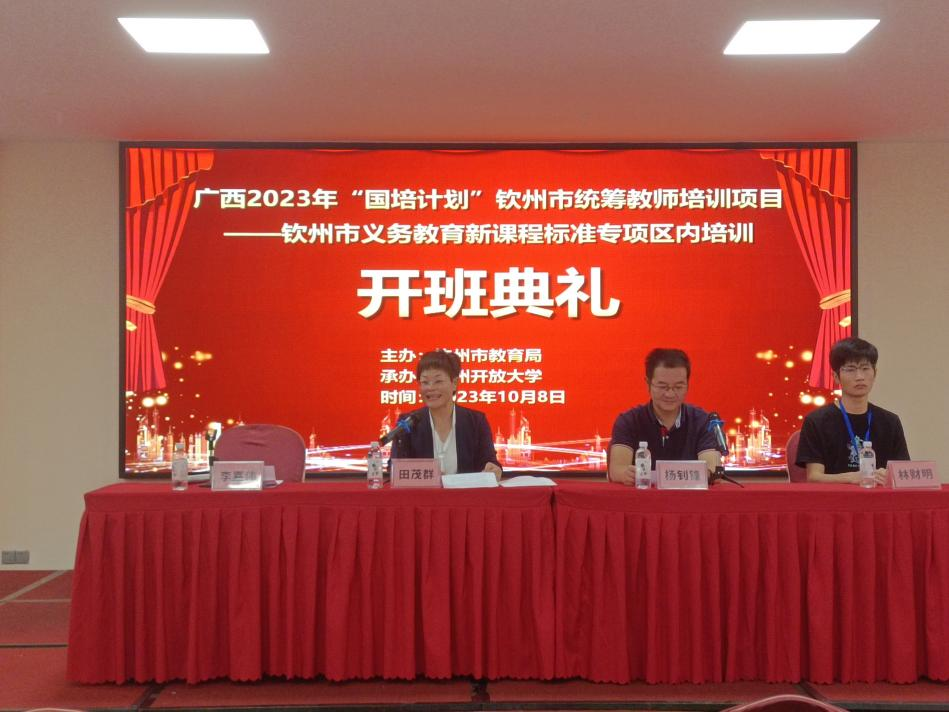 广西2023年“国培计划”钦州市统筹教师培训项目
——钦州市义务教育新课程标准专项区内培训
开班典礼
主办：钦州市教育局
承办 州开放大学
时间： 2023年10月8日
田茂群
林财明